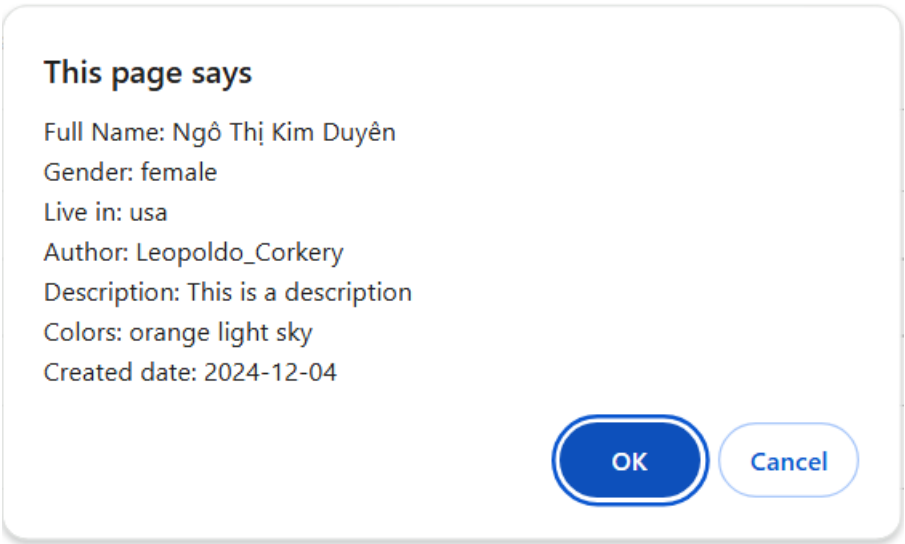 This page says
Full Name: Ngô Thị Kim Duyên
Gender: female
Live in: usa
Author: Leopoldo_Corkery
Description: This is a description
Colors: orange light sky
Created date: 2024-12-04
OK
Cancel